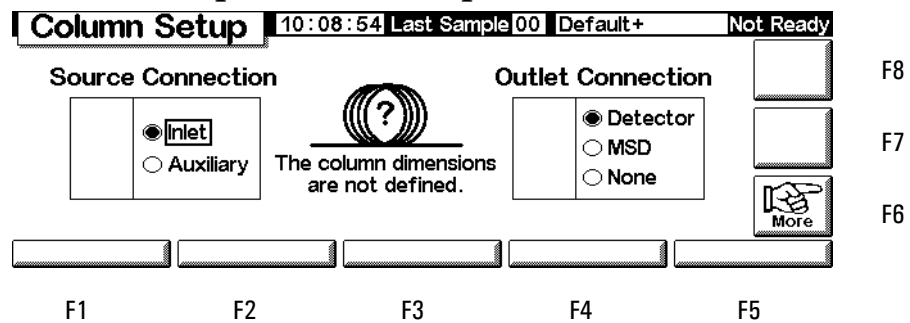 Column Setup 10:08:54 Last Sample 00 Default+ Not Ready
Source Connection
Outlet Connection
F8
Inlet
Auxiliary
?
The column dimensions
are not defined.
Detector
MSD
None
F7
More
F6
F1 F2 F3 F4 F5